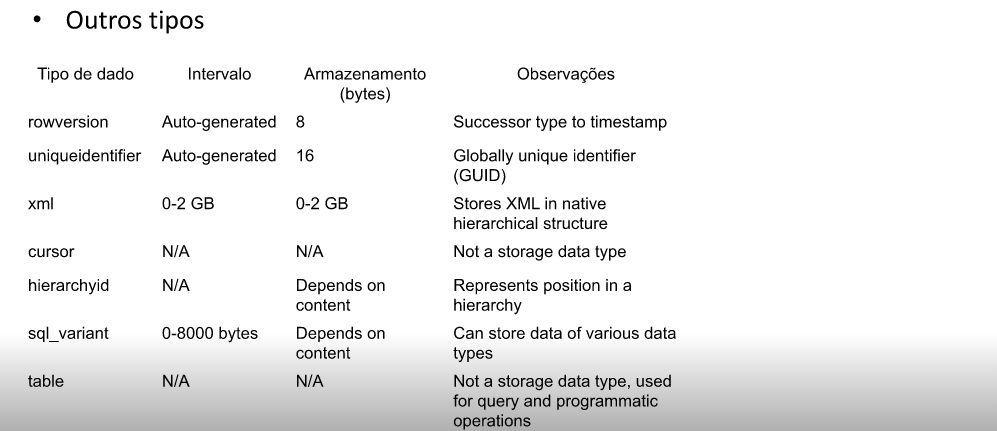 • Outros tipos
Tipo de dado Intervalo Armazenamento Observações
(bytes)
rowversion Auto-generated 8 Successor type to timestamp
uniqueidentifier Auto-generated 16 Globally unique identifier
(GUID)
xml 0-2 GB 0-2 GB Stores XML in native
hierarchical structure
cursor N/A N/A Not a storage data type
hierarchyid N/A Depends on Represents position in a
content hierarchy
sql_variant 0-8000 bytes Depends on Can store data of various data
content types
table N/A N/A Not a storage data type, used
for query and programmatic
operations